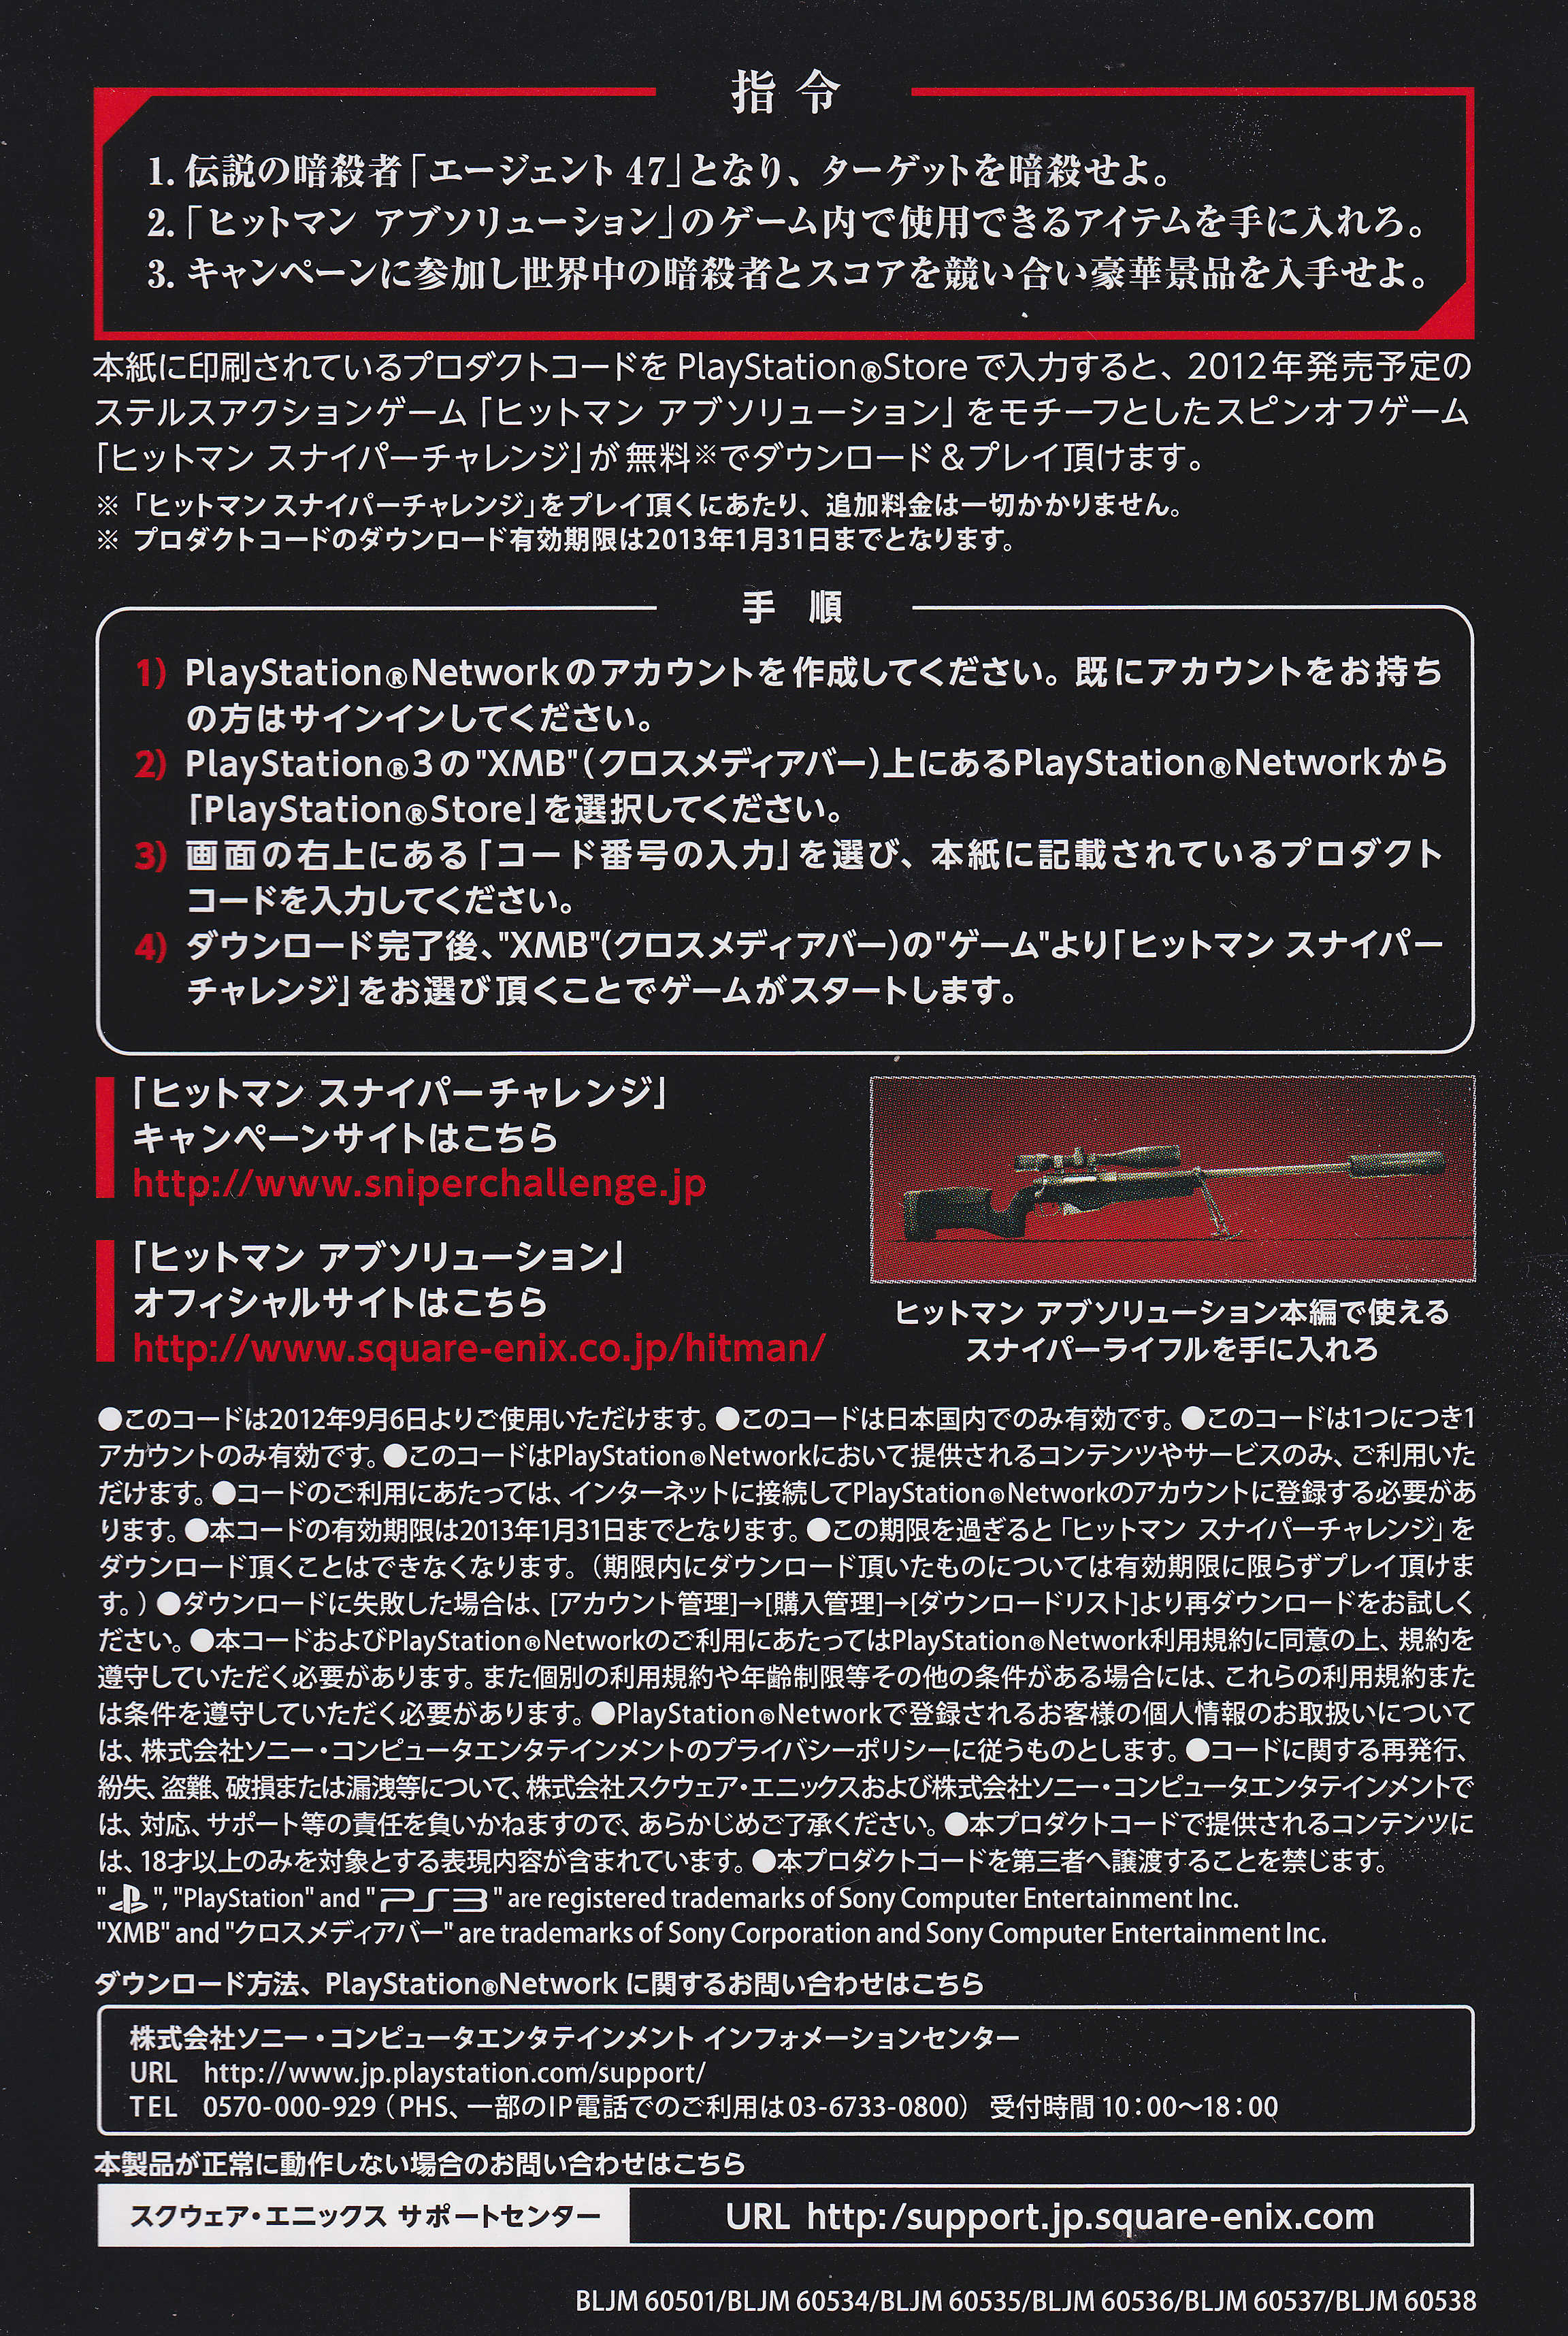 指令
1. 伝説の暗殺者「エージェント 47」となり、ターゲットを暗殺せよ。
2.「ヒットマン アブソリューション」のゲーム内で使用できるアイテムを手に入れろ。
3. キャンペーンに参加し世界中の暗殺者とスコアを競い合い豪華景品を入手せよ。
本紙に印刷されているプロダクトコードを PlayStation®Store で入力すると、2012年発売予定の
ステルスアクションゲーム「ヒットマン アブソリューション」をモチーフとしたスピンオフゲーム
「ヒットマン スナイパーチャレンジ」が無料※でダウンロード＆プレイ頂けます。
※ 「ヒットマン スナイパーチャレンジ」をプレイ頂くにあたり、追加料金は一切かかりません。
※ プロダクトコードのダウンロード有効期限は2013年1月31日までとなります。
手 順
1) PlayStation®Networkのアカウントを作成してください。既にアカウントをお持ち
の方はサインインしてください。
2) PlayStation®3の"XMB"(クロスメディアバー)上にあるPlayStation®Networkから
「PlayStation®Store」を選択してください。
3) 画面の右上にある「コード番号の入力」を選び、本紙に記載されているプロダクト
コードを入力してください。
4) ダウンロード完了後、"XMB"(クロスメディアバー)の"ゲーム"より「ヒットマン スナイパー
チャレンジ」をお選び頂くことでゲームがスタートします。
「ヒットマン スナイパーチャレンジ」
キャンペーンサイトはこちら
http://www.sniperchallenge.jp
「ヒットマン アブソリューション」
オフィシャルサイトはこちら
http://www.square-enix.co.jp/hitman/
ヒットマン アブソリューション本編で使える
スナイパーライフルを手に入れろ
●このコードは2012年9月6日よりご使用いただけます。●このコードは日本国内でのみ有効です。●このコードは1つにつき1
アカウントのみ有効です。●このコードはPlayStation®Networkにおいて提供されるコンテンツやサービスのみ、ご利用いた
だけます。●コードのご利用にあたっては、インターネットに接続してPlayStation®Networkのアカウントに登録する必要があ
ります。●本コードの有効期限は2013年1月31日までとなります。●この期限を過ぎると「ヒットマン スナイパーチャレンジ」を
ダウンロード頂くことはできなくなります。（期限内にダウンロード頂いたものについては有効期限に限らずプレイ頂けま
す。）●ダウンロードに失敗した場合は、[アカウント管理]→[購入管理]→[ダウンロードリスト]より再ダウンロードをお試しく
ださい。●本コードおよびPlayStation®Networkのご利用にあたってはPlayStation®Network利用規約に同意の上、規約を
遵守していただく必要があります。また個別の利用規約や年齢制限等その他の条件がある場合には、これらの利用規約また
は条件を遵守していただく必要があります。●PlayStation®Networkで登録されるお客様の個人情報のお取扱いについて
は、株式会社ソニー・コンピュータエンタテインメントのプライバシーポリシーに従うものとします。●コードに関する再発行、
紛失、盗難、破損または漏洩等について、株式会社スクウェア・エニックスおよび株式会社ソニー・コンピュータエンタテインメントで
は、対応、サポート等の責任を負いかねますので、あらかじめご了承ください。●本プロダクトコードで提供されるコンテンツに
は、18才以上のみを対象とする表現内容が含まれています。●本プロダクトコードを第三者へ譲渡することを禁じます。
" ", "PlayStation" and "PS3" are registered trademarks of Sony Computer Entertainment Inc.
"XMB" and "クロスメディアバー" are trademarks of Sony Corporation and Sony Computer Entertainment Inc.
ダウンロード方法、PlayStation®Network に関するお問い合わせはこちら
株式会社ソニー・コンピュータエンタテインメント インフォメーションセンター
URL http://www.jp.playstation.com/support/
TEL 0570-000-929（PHS、一部のIP電話でのご利用は03-6733-0800） 受付時間 10：00～18：00
本製品が正常に動作しない場合のお問い合わせはこちら
スクウェア・エニックス サポートセンター URL http:/support.jp.square-enix.com
BLJM 60501/BLJM 60534/BLJM 60535/BLJM 60536/BLJM 60537/BLJM 60538